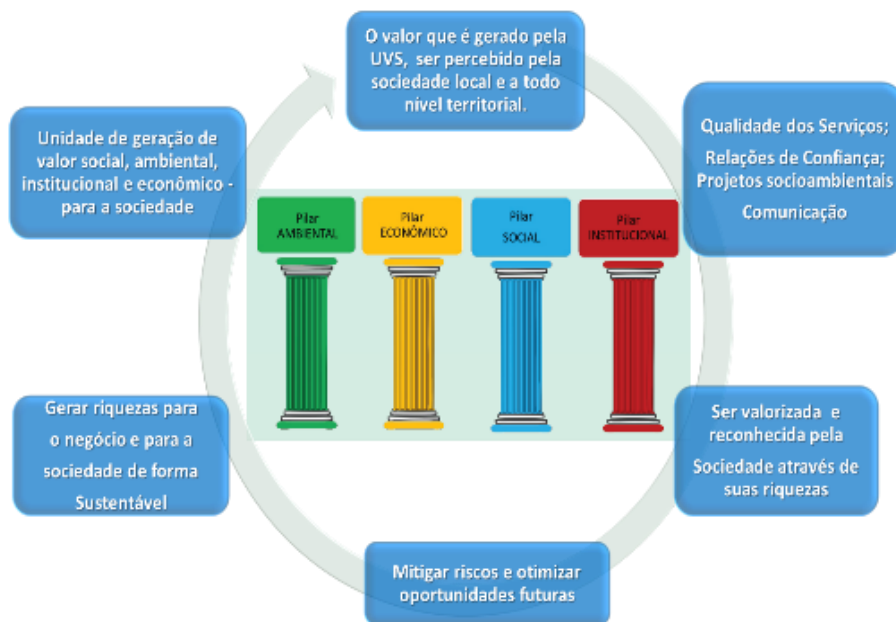 O valor que é gerado pela
UVS, ser percebido pela
sociedade local e a todo
nível territorial.
Qualidade dos Serviços;
Relações de Confiança;
Projetos socioambientais
Comunicação
Ser valorizada e
reconhecida pela
Sociedade através de
suas riquezas
Mitigar riscos e otimizar
oportunidades futuras
Gerar riquezas para
o negócio e para a
sociedade de forma
Sustentável
Unidade de geração de
valor social, ambiental,
institucional e econômico -
para a sociedade
Pilar
AMBIENTAL
Pilar
ECONÔMICO
Pilar
SOCIAL
Pilar
INSTITUCIONAL